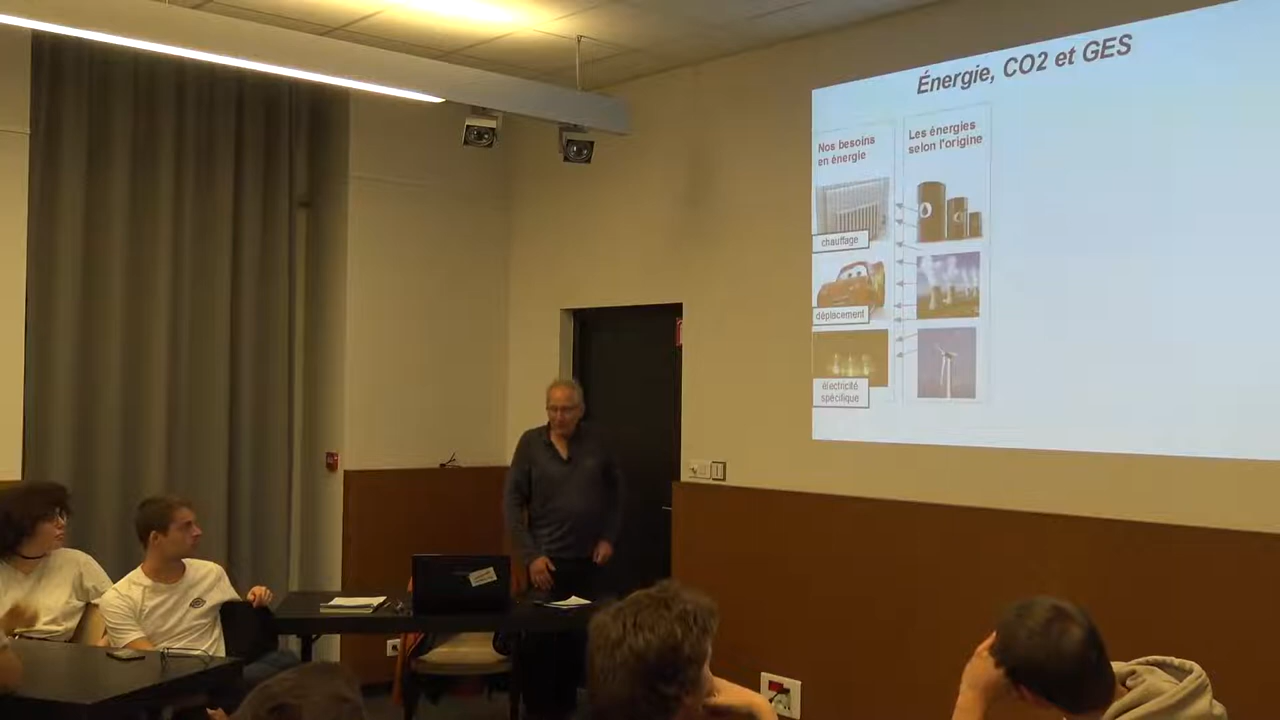 Énergie, CO2 et GES
Nos besoins
en énergie
Les énergies
selon l'origine
chauffage
déplacement
électricité
spécifique